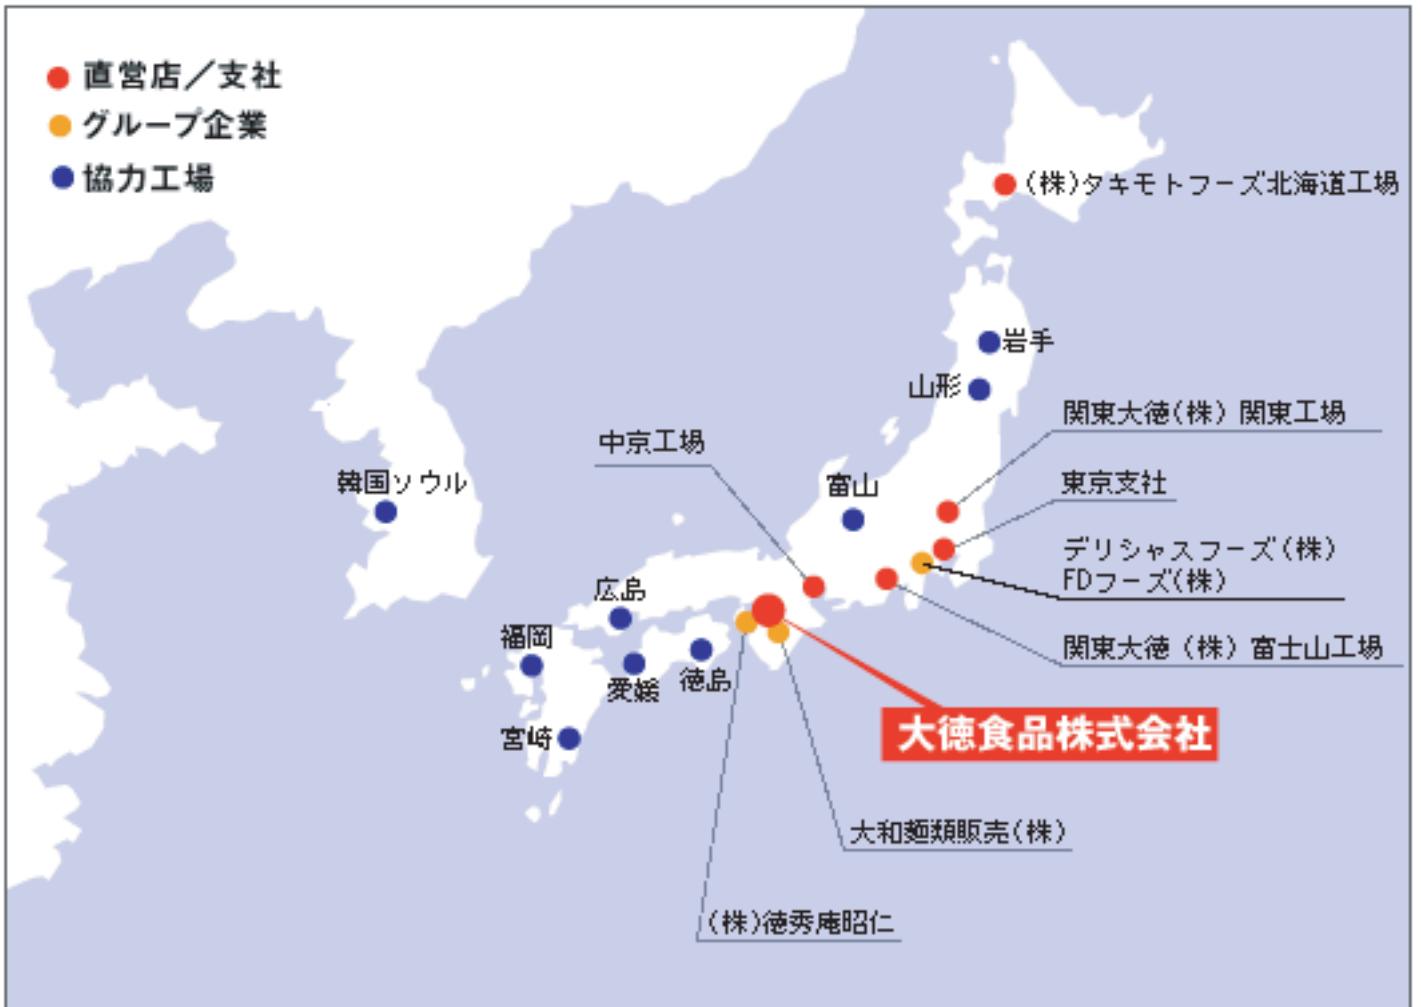 直営店／支社
グループ企業
協力工場
(株)タキモトフーズ北海道工場
岩手
山形
関東大徳(株) 関東工場
中京工場
韓国ソウル
富山
東京支社
デリシャスフーズ(株)
FDフーズ(株)
広島
福岡
関東大徳 (株) 富士山工場
愛媛
徳島
宮崎
大徳食品株式会社
大和麺類販売(株)
(株)徳秀庵昭仁